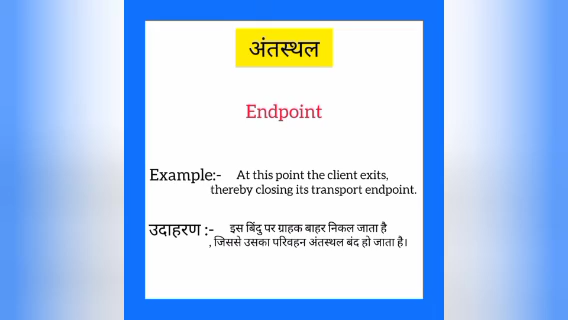 अंतस्थल
Endpoint
Example:- At this point the client exits,
thereby closing its transport endpoint.
उदाहरण :- इस बिंदु पर ग्राहक बाहर निकल जाता है
, जिससे उसका परिवहन अंतस्थल बंद हो जाता है।